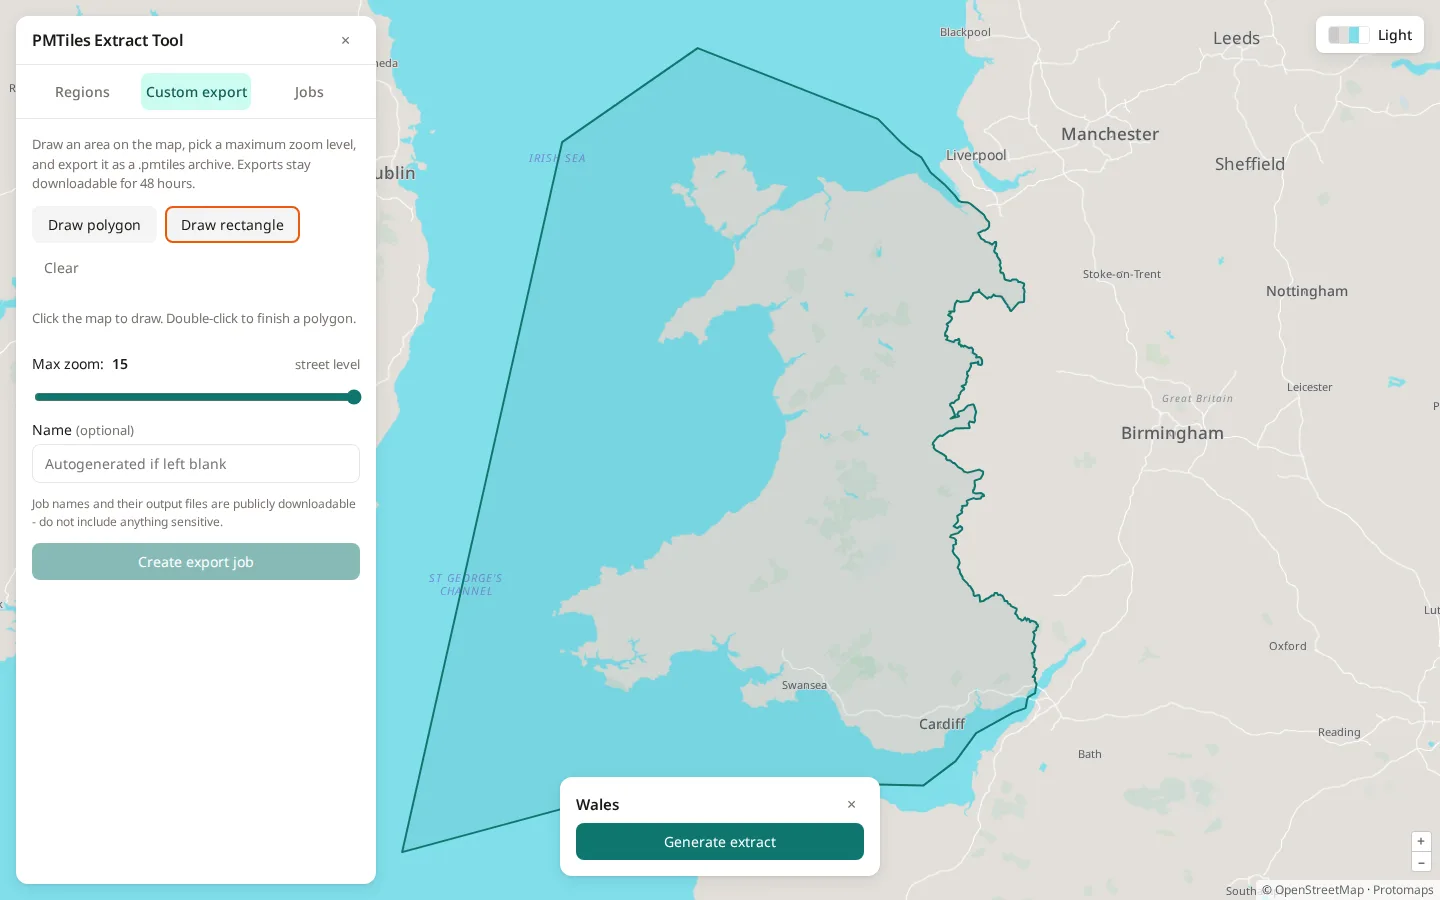 PMTiles Extract Tool
×
Regions
Custom export
Jobs
Draw an area on the map, pick a maximum zoom level,
and export it as a .pmtiles archive. Exports stay
downloadable for 48 hours.
Draw polygon
Draw rectangle
Clear
Click the map to draw. Double-click to finish a polygon.
Max zoom: 15
street level
Name (optional)
Autogenerated if left blank
Job names and their output files are publicly downloadable
- do not include anything sensitive.
Create export job
Light
Blackpool
Leeds
Manchester
IRISH SEA
Liverpool
Sheffield
ublin
Stoke-on-Trent
Nottingham
Leicester
Great Britain
Birmingham
ST GEORGE'S
CHANNEL
Oxford
Swansea
Cardiff
Reading
Bath
Wales
×
Generate extract
+
−
South
© OpenStreetMap · Protomaps